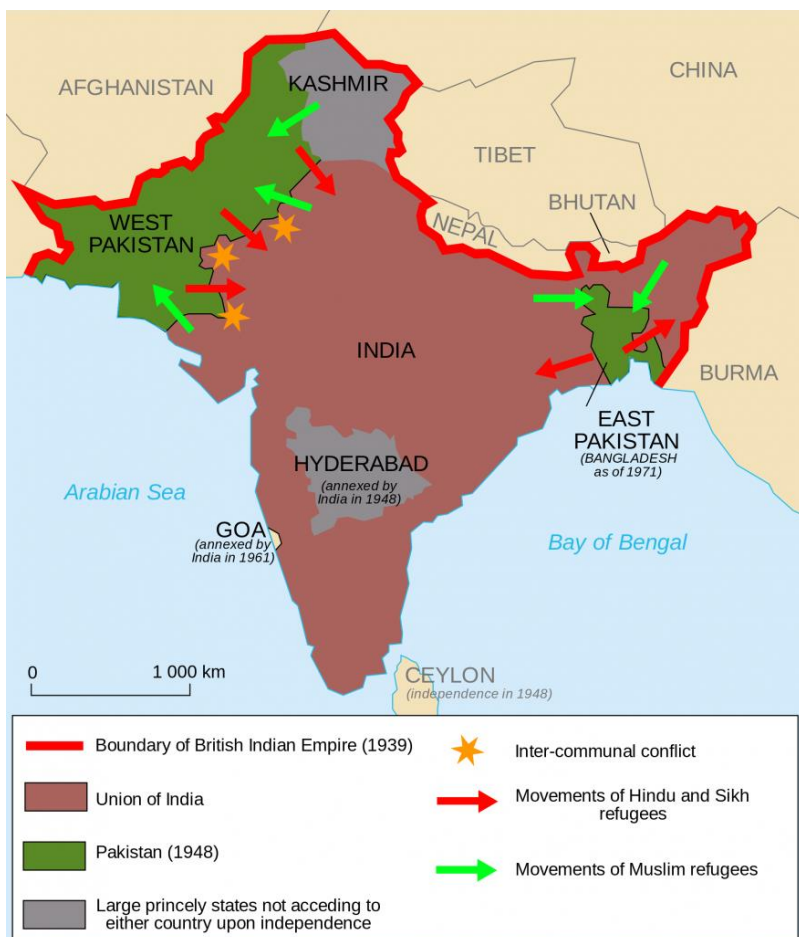 AFGHANISTAN
KASHMIR
CHINA
TIBET
BHUTAN
NEPAL
WEST
PAKISTAN
INDIA
BURMA
EAST
PAKISTAN
(BANGLADESH
as of 1971)
HYDERABAD
(annexed by
India in 1948)
Arabian Sea
GOA
(annexed by
India in 1961)
Bay of Bengal
0 1 000 km
CEYLON
(independence in 1948)
Boundary of British Indian Empire (1939)
Union of India
Pakistan (1948)
Large princely states not acceding to
either country upon independence
Inter-communal conflict
Movements of Hindu and Sikh
refugees
Movements of Muslim refugees